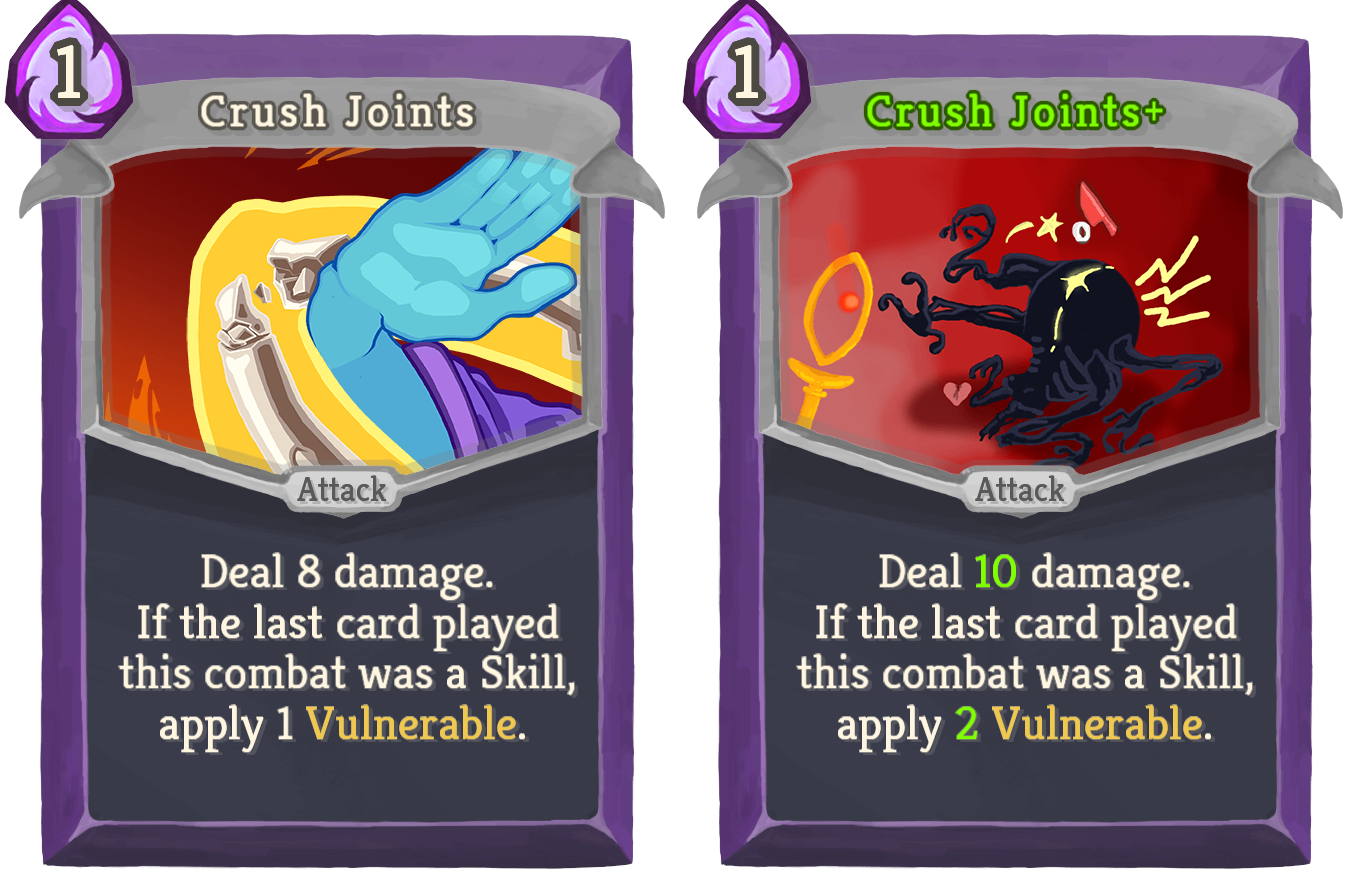 1
Crush Joints
Attack
Deal 8 damage.
If the last card played
this combat was a Skill,
apply 1 Vulnerable.
1
Crush Joints+
Attack
Deal 10 damage.
If the last card played
this combat was a Skill,
apply 2 Vulnerable.